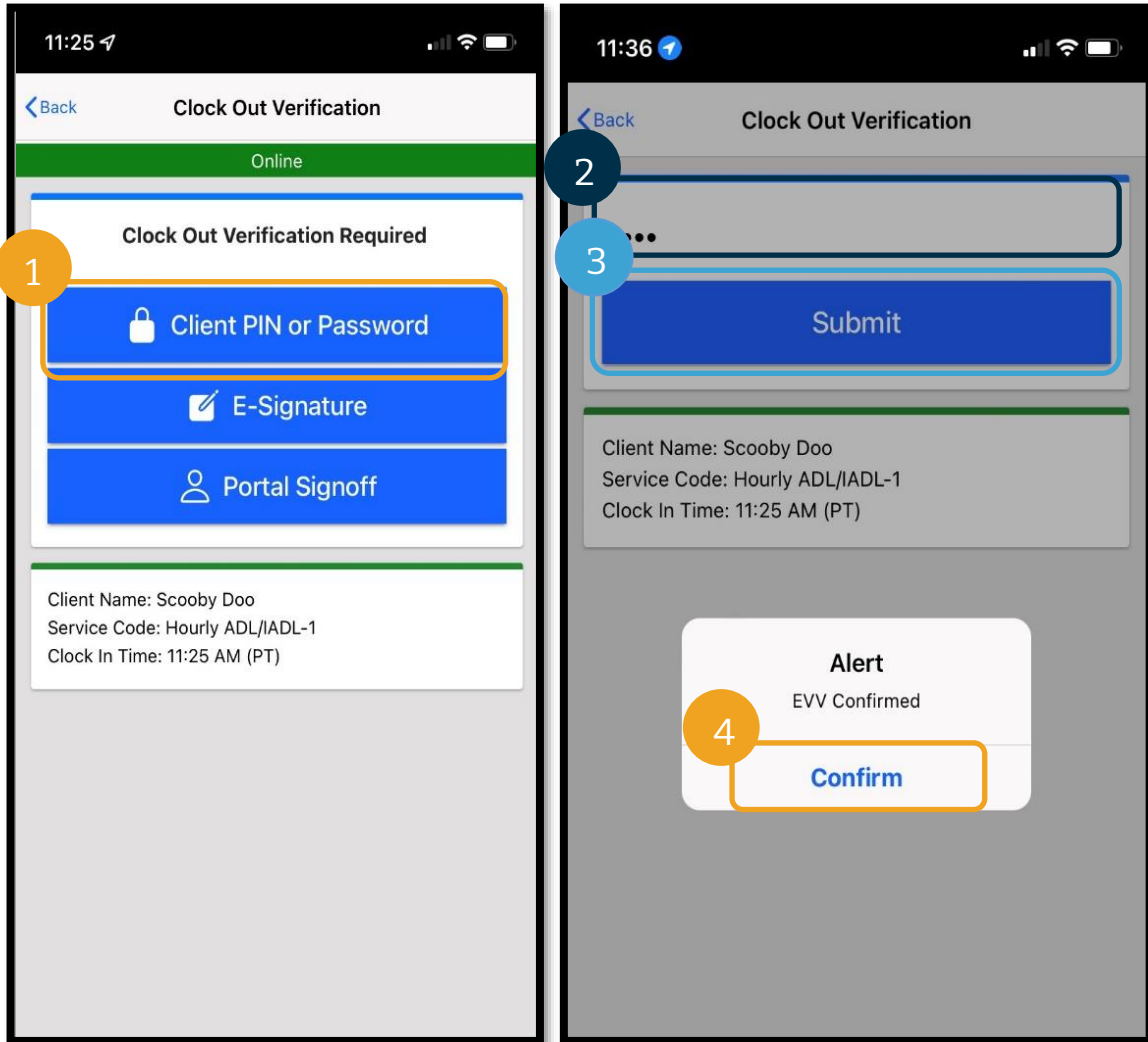 11:25
Back Clock Out Verification
Online
Clock Out Verification Required
1
Client PIN or Password
E-Signature
Portal Signoff
Client Name: Scooby Doo
Service Code: Hourly ADL/IADL-1
Clock In Time: 11:25 AM (PT)
11:36
Back Clock Out Verification
2
3
Submit
Client Name: Scooby Doo
Service Code: Hourly ADL/IADL-1
Clock In Time: 11:25 AM (PT)
Alert
EVV Confirmed
4
Confirm